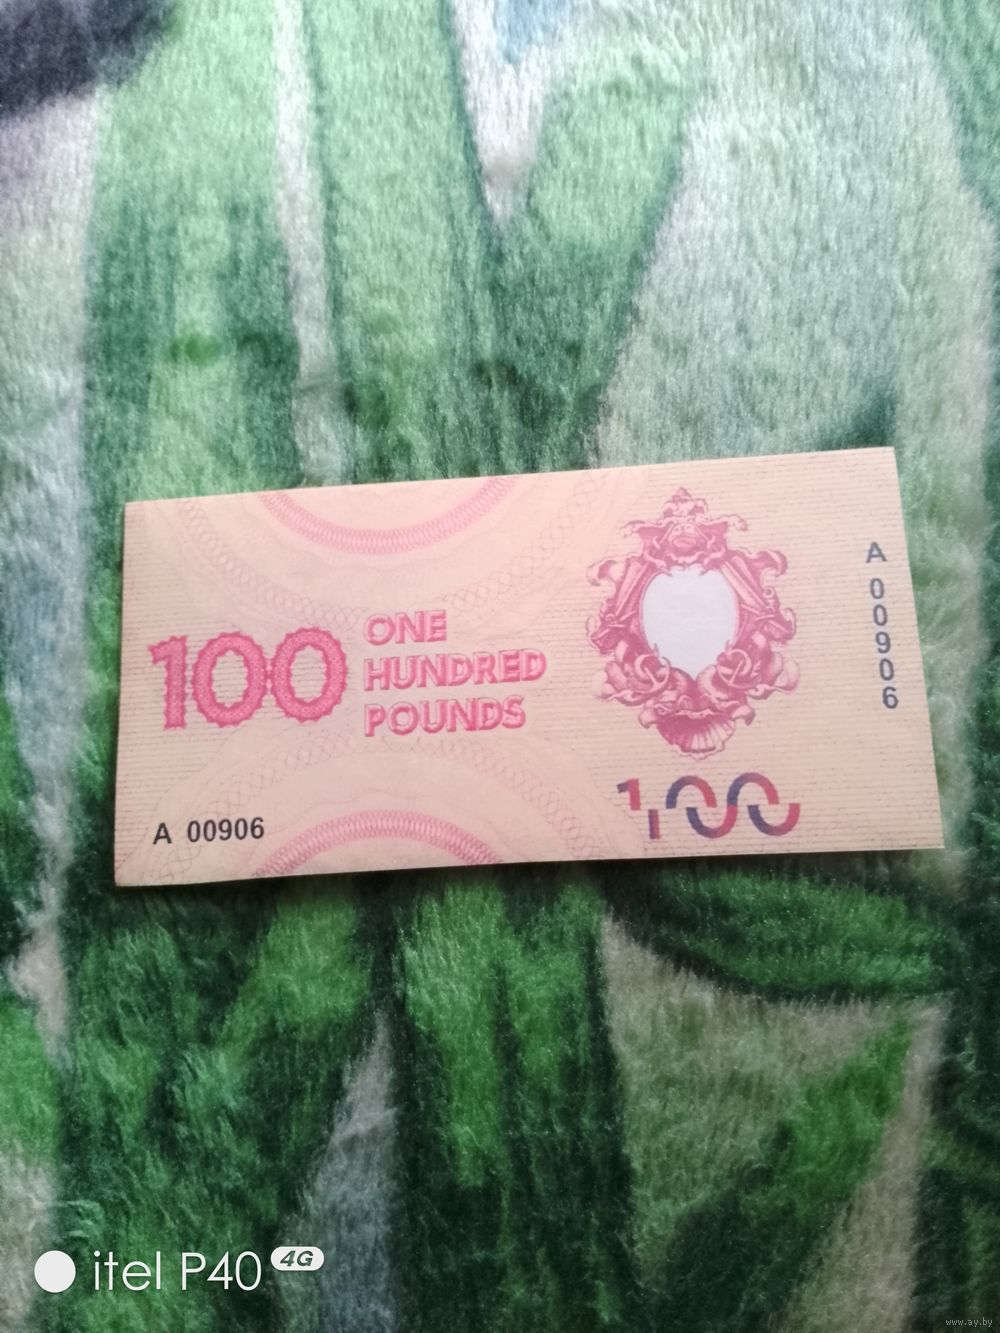 100
ONE
HUNDRED
POUNDS
A 00906
A 00906
100
itel P40 4G
www.ay.by